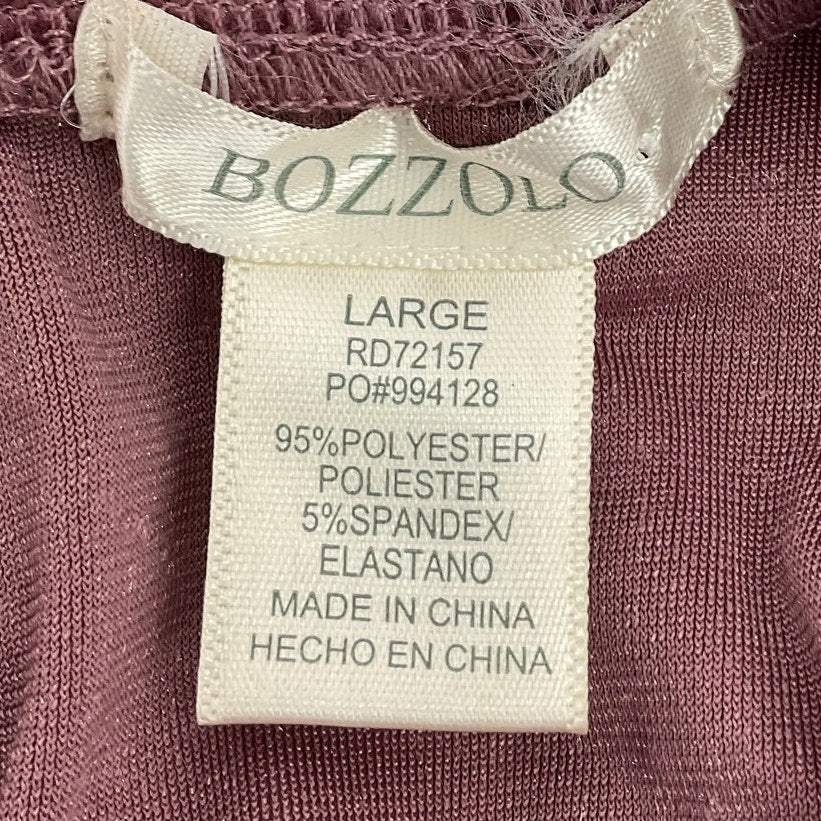 BOZZOLO
LARGE
RD72157
PO#994128
95%POLYESTER/
POLIESTER
5%SPANDEX/
ELASTANO
MADE IN CHINA
HECHO EN CHINA